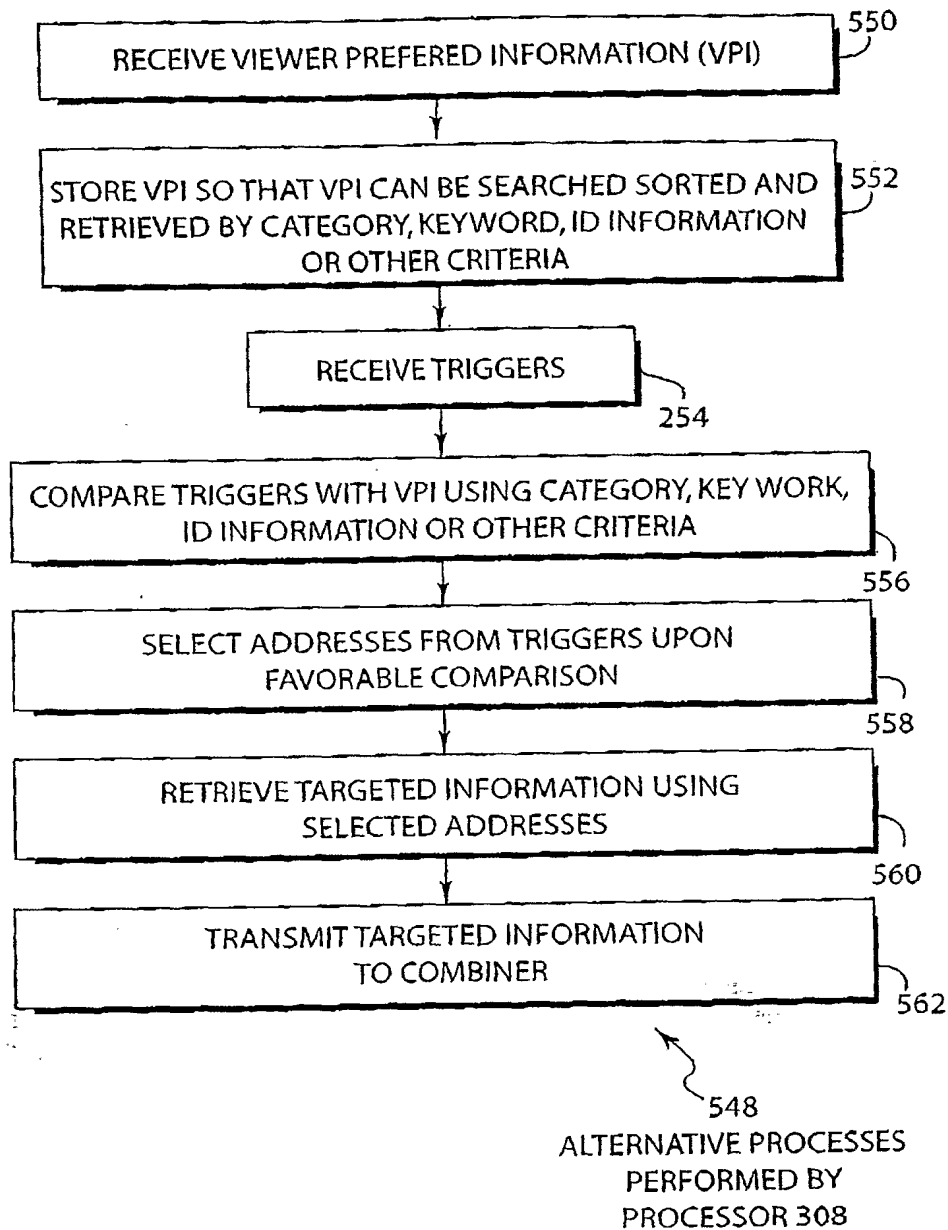 RECEIVE VIEWER PREFERED INFORMATION (VPI)
550
STORE VPI SO THAT VPI CAN BE SEARCHED SORTED AND
RETRIEVED BY CATEGORY, KEYWORD, ID INFORMATION
OR OTHER CRITERIA
552
RECEIVE TRIGGERS
254
COMPARE TRIGGERS WITH VPI USING CATEGORY, KEY WORK,
ID INFORMATION OR OTHER CRITERIA
556
SELECT ADDRESSES FROM TRIGGERS UPON
FAVORABLE COMPARISON
558
RETRIEVE TARGETED INFORMATION USING
SELECTED ADDRESSES
560
TRANSMIT TARGETED INFORMATION
TO COMBINER
562
548
ALTERNATIVE PROCESSES
PERFORMED BY
PROCESSOR 308